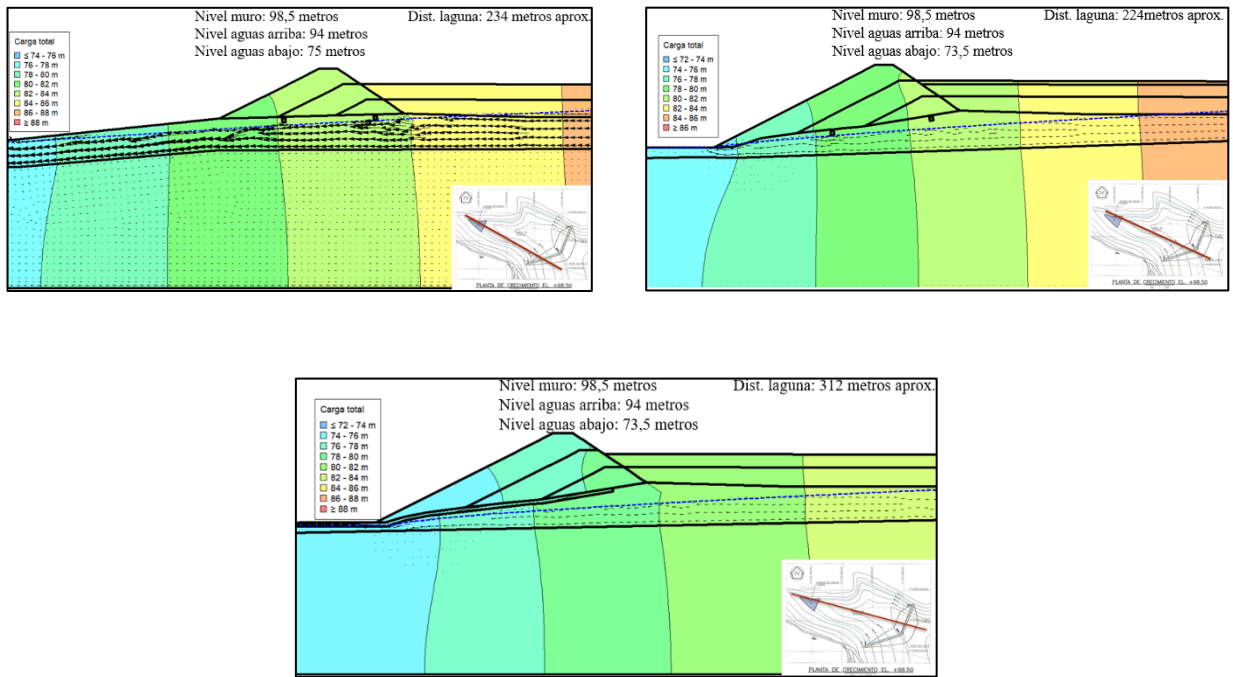 Nivel muro: 98,5 metros
Dist. laguna: 234 metros aprox.
Nivel aguas arriba: 94 metros
Nivel aguas abajo: 75 metros
Carga total
≤ 74 - 76 m
76 - 78 m
78 - 80 m
80 - 82 m
82 - 84 m
84 - 86 m
86 - 88 m
≥ 88 m
N
PLANTA DE CRECIMIENTO EL. +98.50
Nivel muro: 98,5 metros
Dist. laguna: 224metros aprox.
Nivel aguas arriba: 94 metros
Nivel aguas abajo: 73,5 metros
Carga total
≤ 72 - 74 m
74 - 76 m
76 - 78 m
78 - 80 m
80 - 82 m
82 - 84 m
84 - 86 m
≥ 86 m
N
PLANTA DE CRECIMIENTO EL. +98.50
Nivel muro: 98,5 metros
Dist. laguna: 312 metros aprox.
Nivel aguas arriba: 94 metros
Nivel aguas abajo: 73,5 metros
Carga total
≤ 72 - 74 m
74 - 76 m
76 - 78 m
78 - 80 m
80 - 82 m
82 - 84 m
84 - 86 m
86 - 88 m
≥ 88 m
N
PLANTA DE CRECIMIENTO EL. +98.50